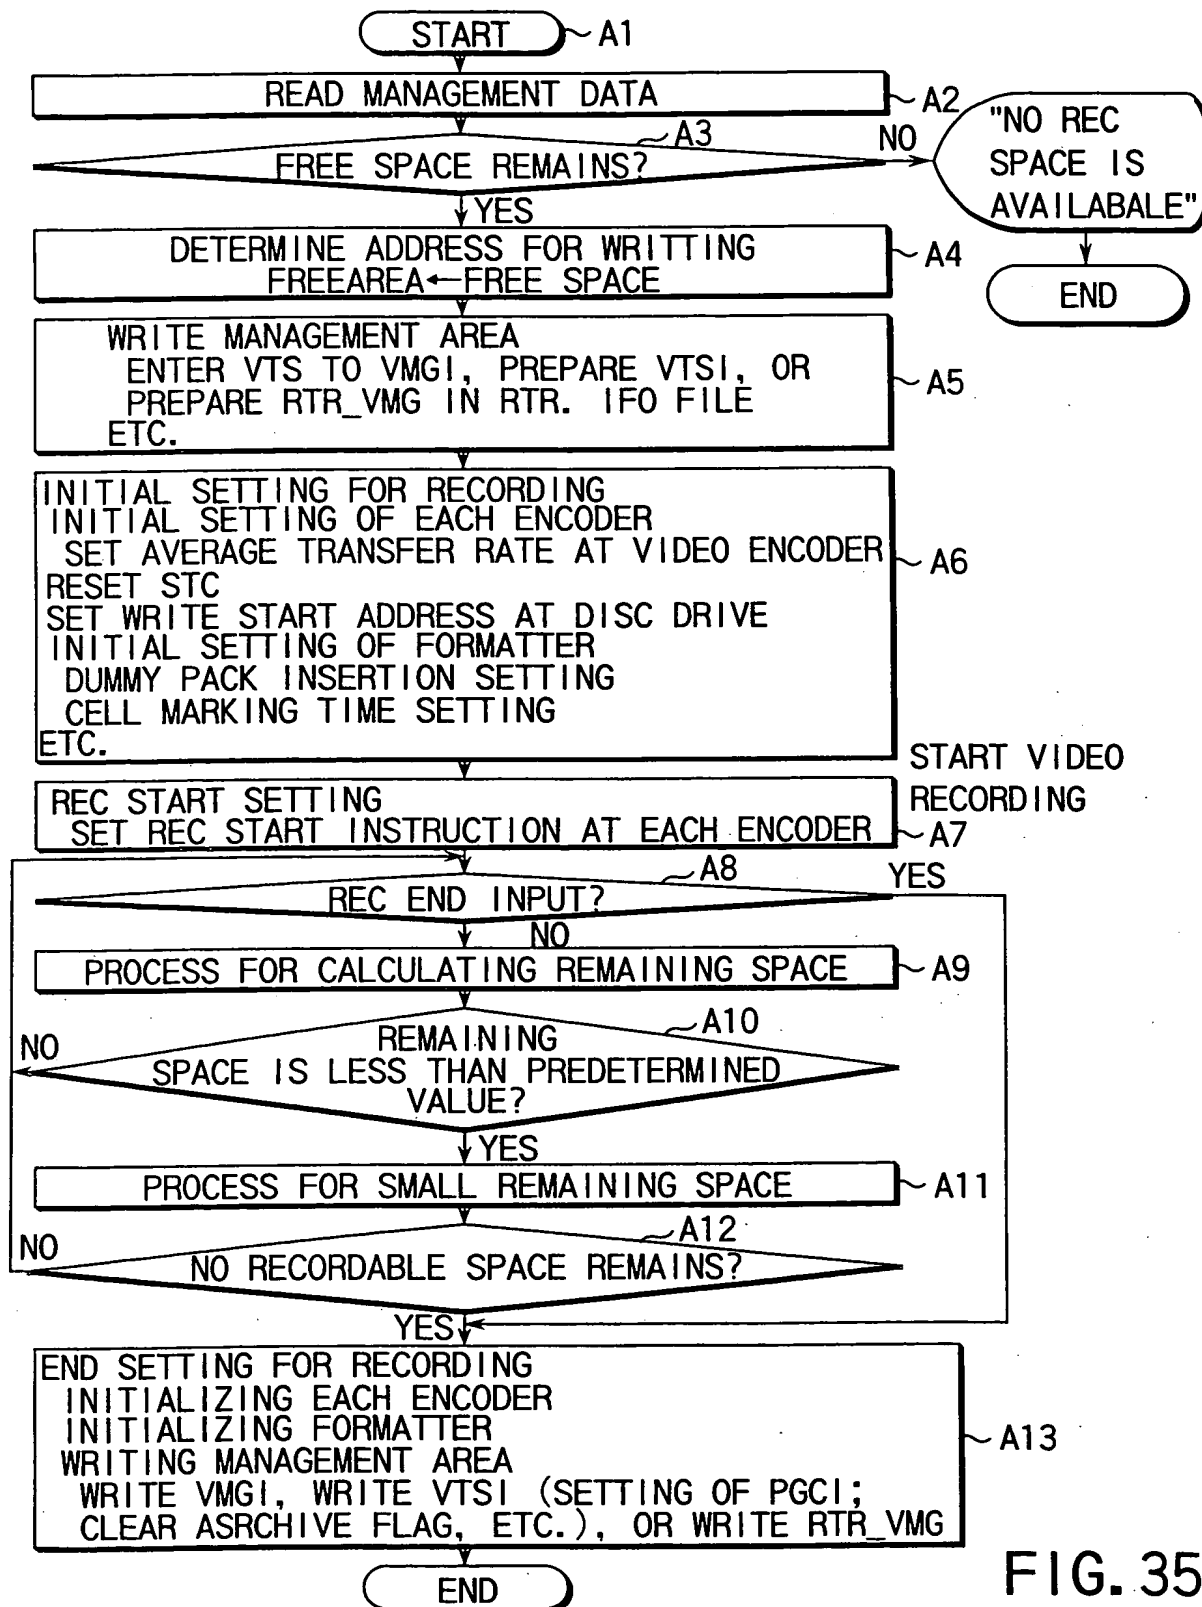 START
A1
READ MANAGEMENT DATA
A2
A3
FREE SPACE REMAINS?
NO
"NO REC
SPACE IS
AVAILABALE"
END
YES
DETERMINE ADDRESS FOR WRITTING
FREEAREA←FREE SPACE
A4
WRITE MANAGEMENT AREA
ENTER VTS TO VMGI, PREPARE VTSI, OR
PREPARE RTR_VMG IN RTR. IFO FILE
ETC.
A5
INITIAL SETTING FOR RECORDING
INITIAL SETTING OF EACH ENCODER
SET AVERAGE TRANSFER RATE AT VIDEO ENCODER
RESET STC
SET WRITE START ADDRESS AT DISC DRIVE
INITIAL SETTING OF FORMATTER
DUMMY PACK INSERTION SETTING
CELL MARKING TIME SETTING
ETC.
A6
START VIDEO
RECORDING
REC START SETTING
SET REC START INSTRUCTION AT EACH ENCODER
A7
A8
REC END INPUT?
YES
NO
PROCESS FOR CALCULATING REMAINING SPACE
A9
A10
REMAINING
SPACE IS LESS THAN PREDETERMINED
VALUE?
NO
YES
PROCESS FOR SMALL REMAINING SPACE
A11
A12
NO RECORDABLE SPACE REMAINS?
NO
YES
END SETTING FOR RECORDING
INITIALIZING EACH ENCODER
INITIALIZING FORMATTER
WRITING MANAGEMENT AREA
WRITE VMGI, WRITE VTSI (SETTING OF PGCI;
CLEAR ASRCHIVE FLAG, ETC.), OR WRITE RTR_VMG
A13
END
FIG. 35